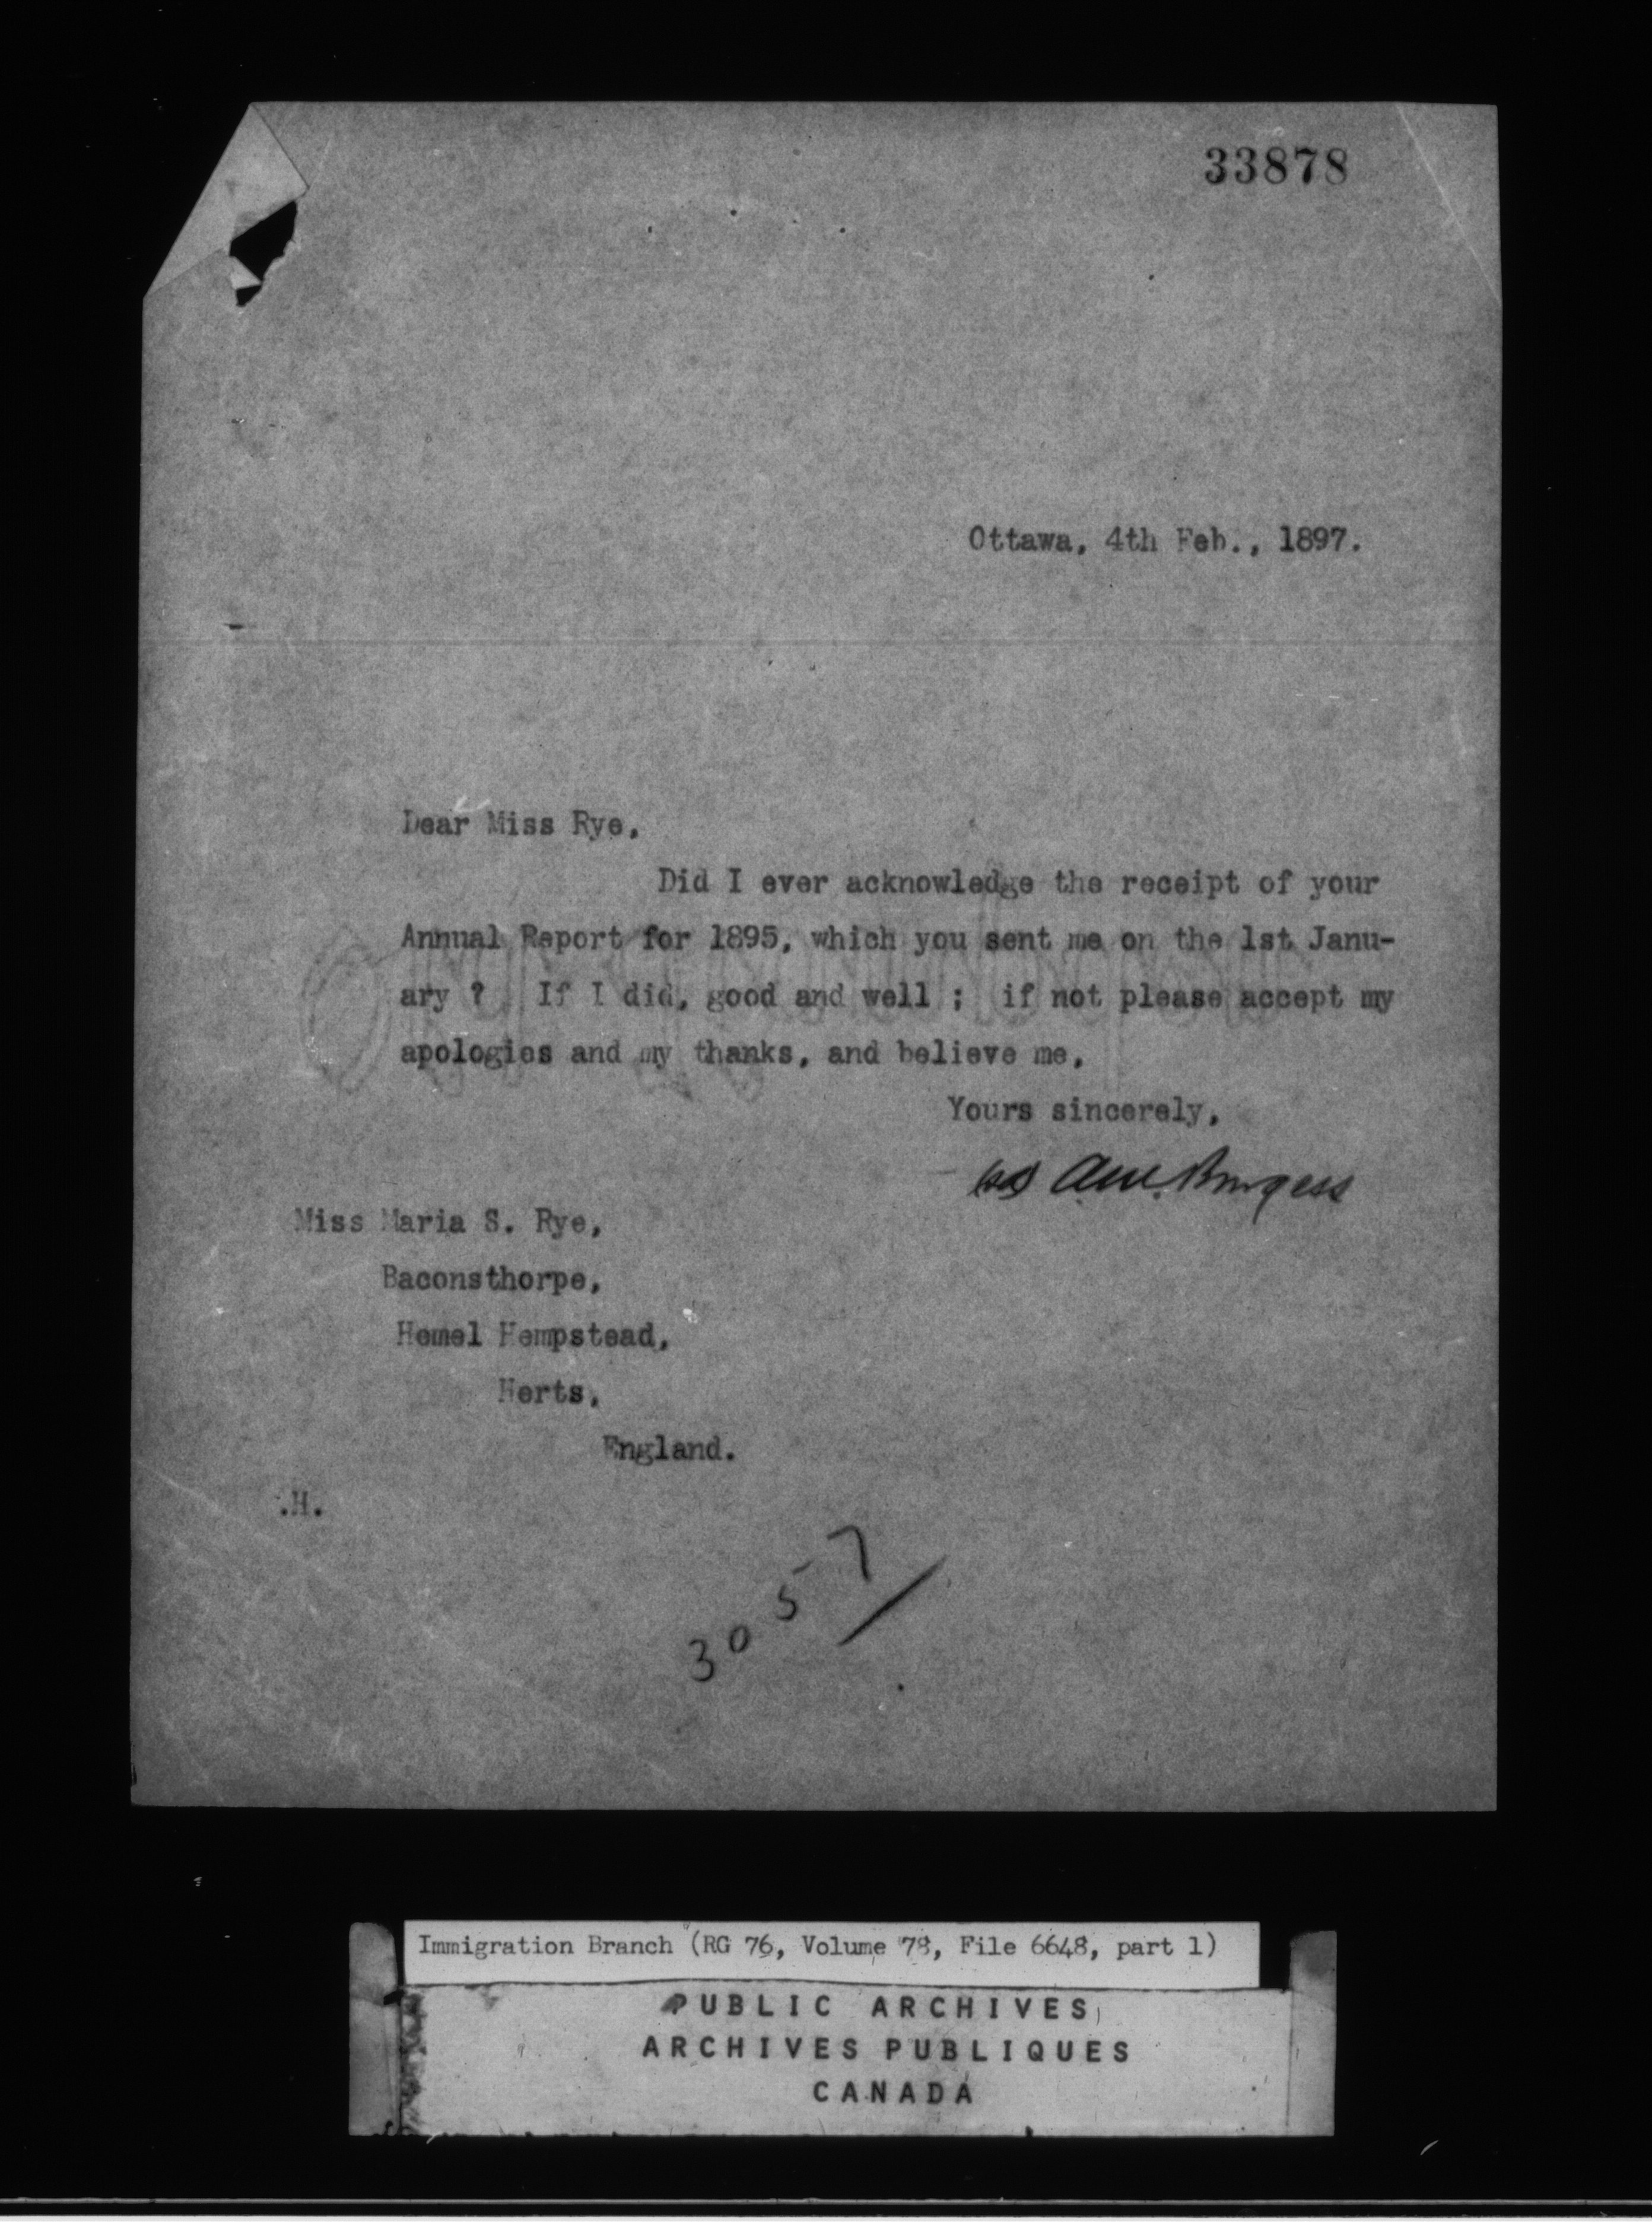 33878
Ottawa, 4th Feb., 1897.
Dear Miss Rye,
Did I ever acknowledge the receipt of your
Annual Report for 1895, which you sent me on the 1st Janu-
ary ? If I did, good and well ; if not please accept my
apologies and my thanks, and believe me,
Yours sincerely,
Burgess
Miss Maria S. Rye,
Baconsthorpe,
Hemel Hempstead,
Herts,
England.
.H.
3057
Immigration Branch (RG 76, Volume 78, File 6648, part 1)
PUBLIC ARCHIVES
ARCHIVES PUBLIQUES
CANADA